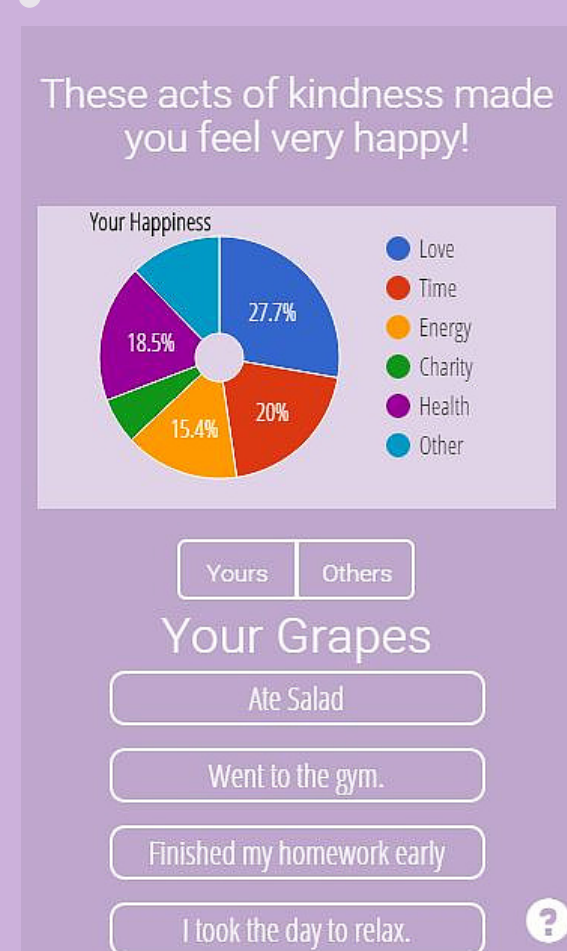 These acts of kindness made
you feel very happy!
Your Happiness
27.7%
20%
15.4%
18.5%
Love
Time
Energy
Charity
Health
Other
Yours Others
Your Grapes
Ate Salad
Went to the gym.
Finished my homework early
I took the day to relax.
?